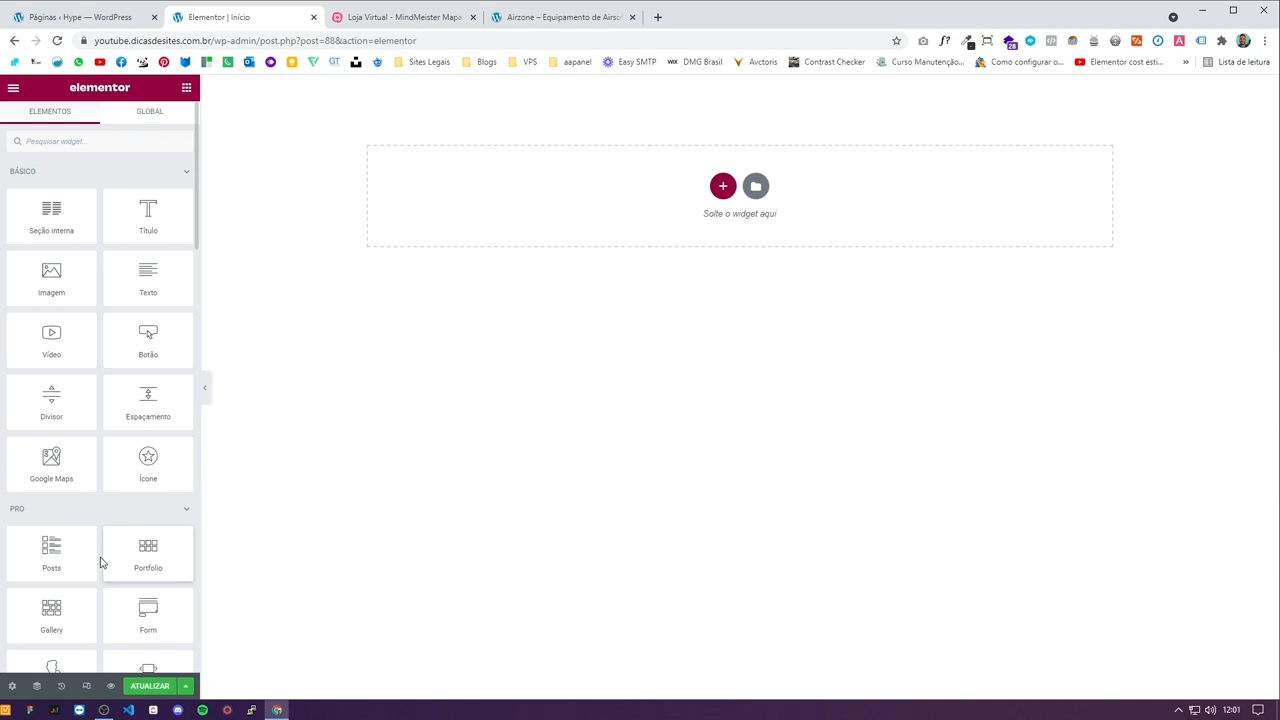 Páginas ‹ Hype — WordPress
Elementor | Início
Loja Virtual - MindMeister Mapa
Airzone – Equipamento de Airsof
youtube.dicasdesites.com.br/wp-admin/post.php?post=88&action=elementor
Sites Legais
Blogs
VPS
aapanel
Easy SMTP
WIX
DMG Brasil
Avctoris
Contrast Checker
Curso Manutenção...
Como configurar o...
Elementor cost esti...
Lista de leitura
elementor
ELEMENTOS
GLOBAL
Pesquisar widget...
BÁSICO
Seção interna
Título
Imagem
Texto
Vídeo
Botão
Divisor
Espaçamento
Google Maps
Ícone
PRO
Posts
Portfolio
Gallery
Form
ATUALIZAR
Solte o widget aqui
12:01